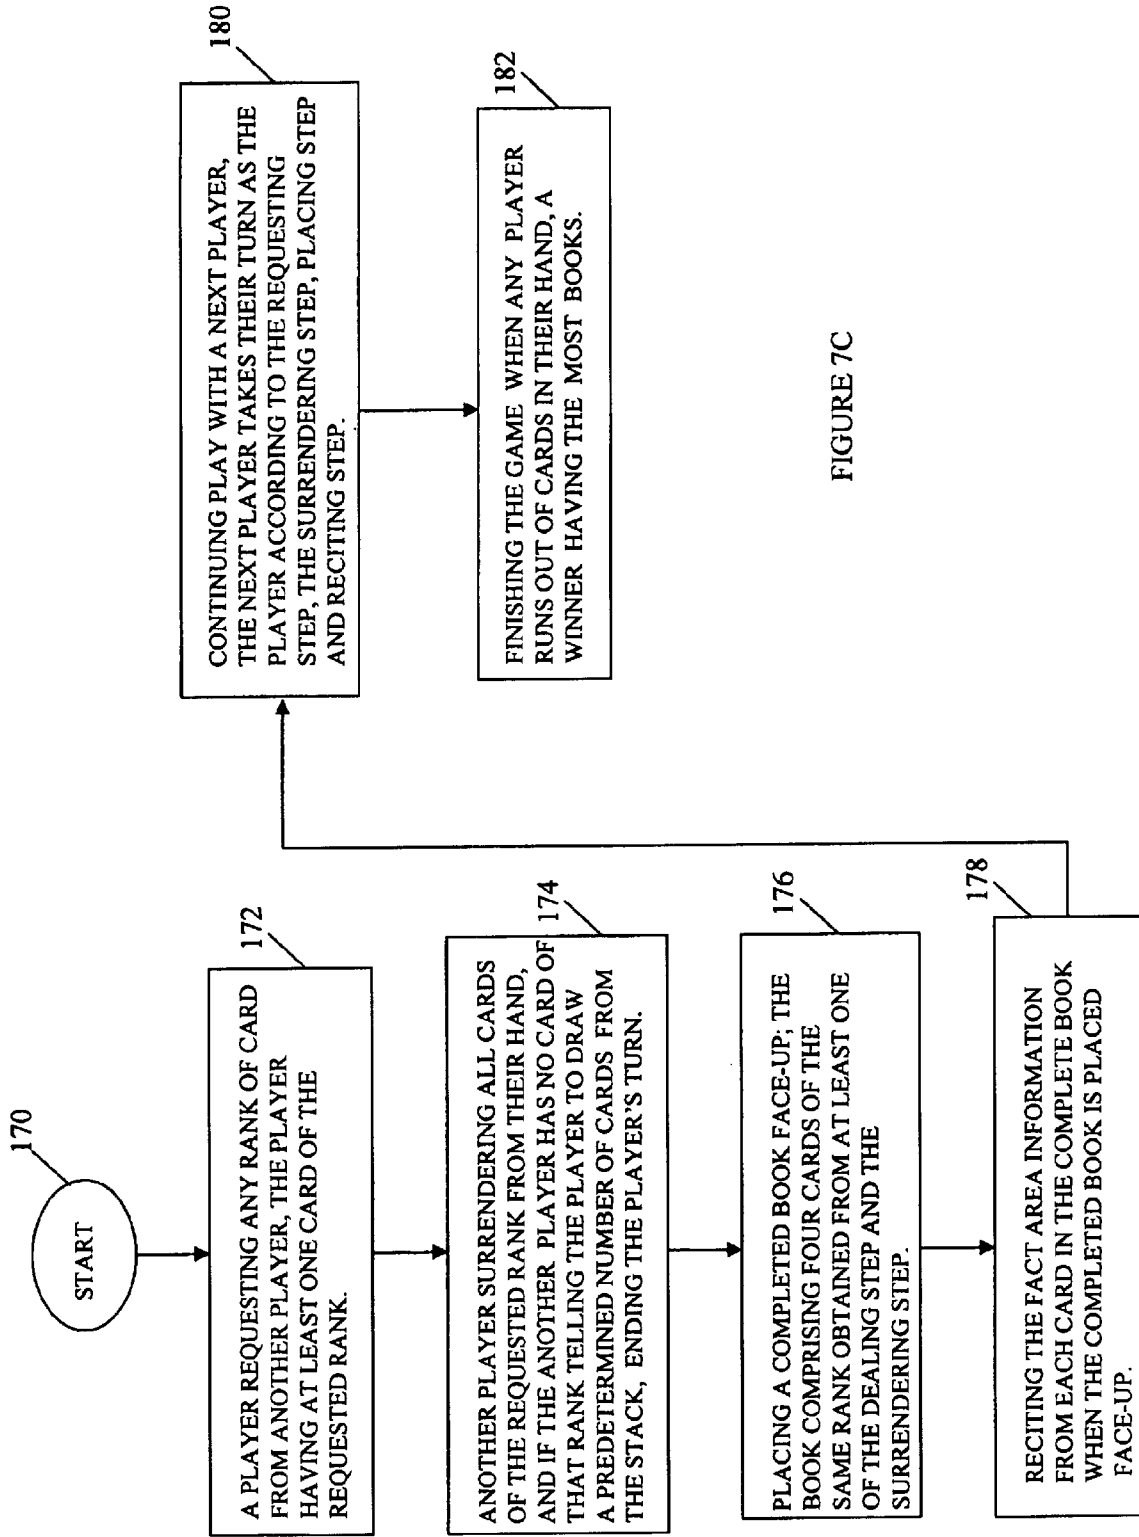 170
START
172
A PLAYER REQUESTING ANY RANK OF CARD
FROM ANOTHER PLAYER, THE PLAYER
HAVING AT LEAST ONE CARD OF THE
REQUESTED RANK.
174
ANOTHER PLAYER SURRENDERING ALL CARDS
OF THE REQUESTED RANK FROM THEIR HAND,
AND IF THE ANOTHER PLAYER HAS NO CARD OF
THAT RANK TELLING THE PLAYER TO DRAW
A PREDETERMINED NUMBER OF CARDS FROM
THE STACK, ENDING THE PLAYER'S TURN.
176
PLACING A COMPLETED BOOK FACE-UP; THE
BOOK COMPRISING FOUR CARDS OF THE
SAME RANK OBTAINED FROM AT LEAST ONE
OF THE DEALING STEP AND THE
SURRENDERING STEP.
178
RECITING THE FACT AREA INFORMATION
FROM EACH CARD IN THE COMPLETE BOOK
WHEN THE COMPLETED BOOK IS PLACED
FACE-UP.
180
CONTINUING PLAY WITH A NEXT PLAYER,
THE NEXT PLAYER TAKES THEIR TURN AS THE
PLAYER ACCORDING TO THE REQUESTING
STEP, THE SURRENDERING STEP, PLACING STEP
AND RECITING STEP.
182
FINISHING THE GAME WHEN ANY PLAYER
RUNS OUT OF CARDS IN THEIR HAND, A
WINNER HAVING THE MOST BOOKS.
FIGURE 7C